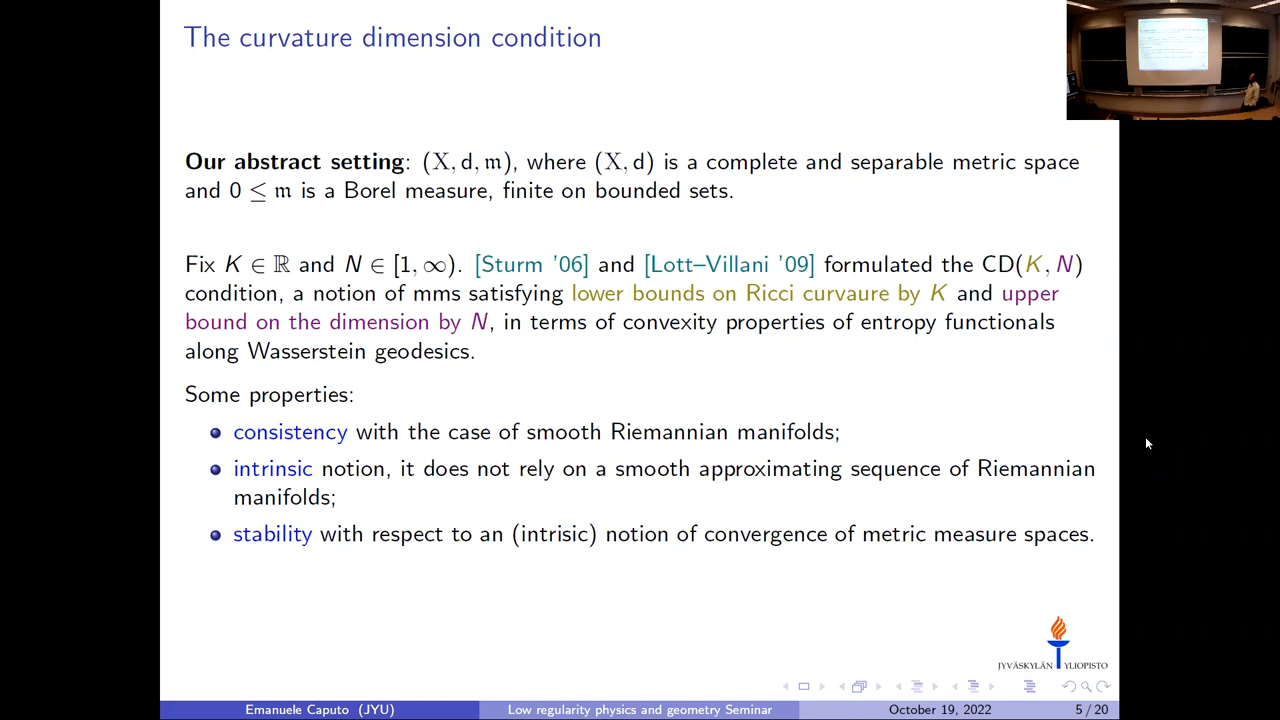 The curvature dimension condition
Our abstract setting: (X, d, 𝔪), where (X, d) is a complete and separable metric space
and 0 ≤ 𝔪 is a Borel measure, finite on bounded sets.
Fix K ∈ ℝ and N ∈ [1, ∞). [Sturm '06] and [Lott–Villani '09] formulated the CD(K, N)
condition, a notion of mms satisfying lower bounds on Ricci curvaure by K and upper
bound on the dimension by N, in terms of convexity properties of entropy functionals
along Wasserstein geodesics.
Some properties:
consistency with the case of smooth Riemannian manifolds;
intrinsic notion, it does not rely on a smooth approximating sequence of Riemannian
manifolds;
stability with respect to an (intrisic) notion of convergence of metric measure spaces.
JYVÄSKYLÄN YLIOPISTO
Emanuele Caputo (JYU) Low regularity physics and geometry Seminar October 19, 2022 5 / 20